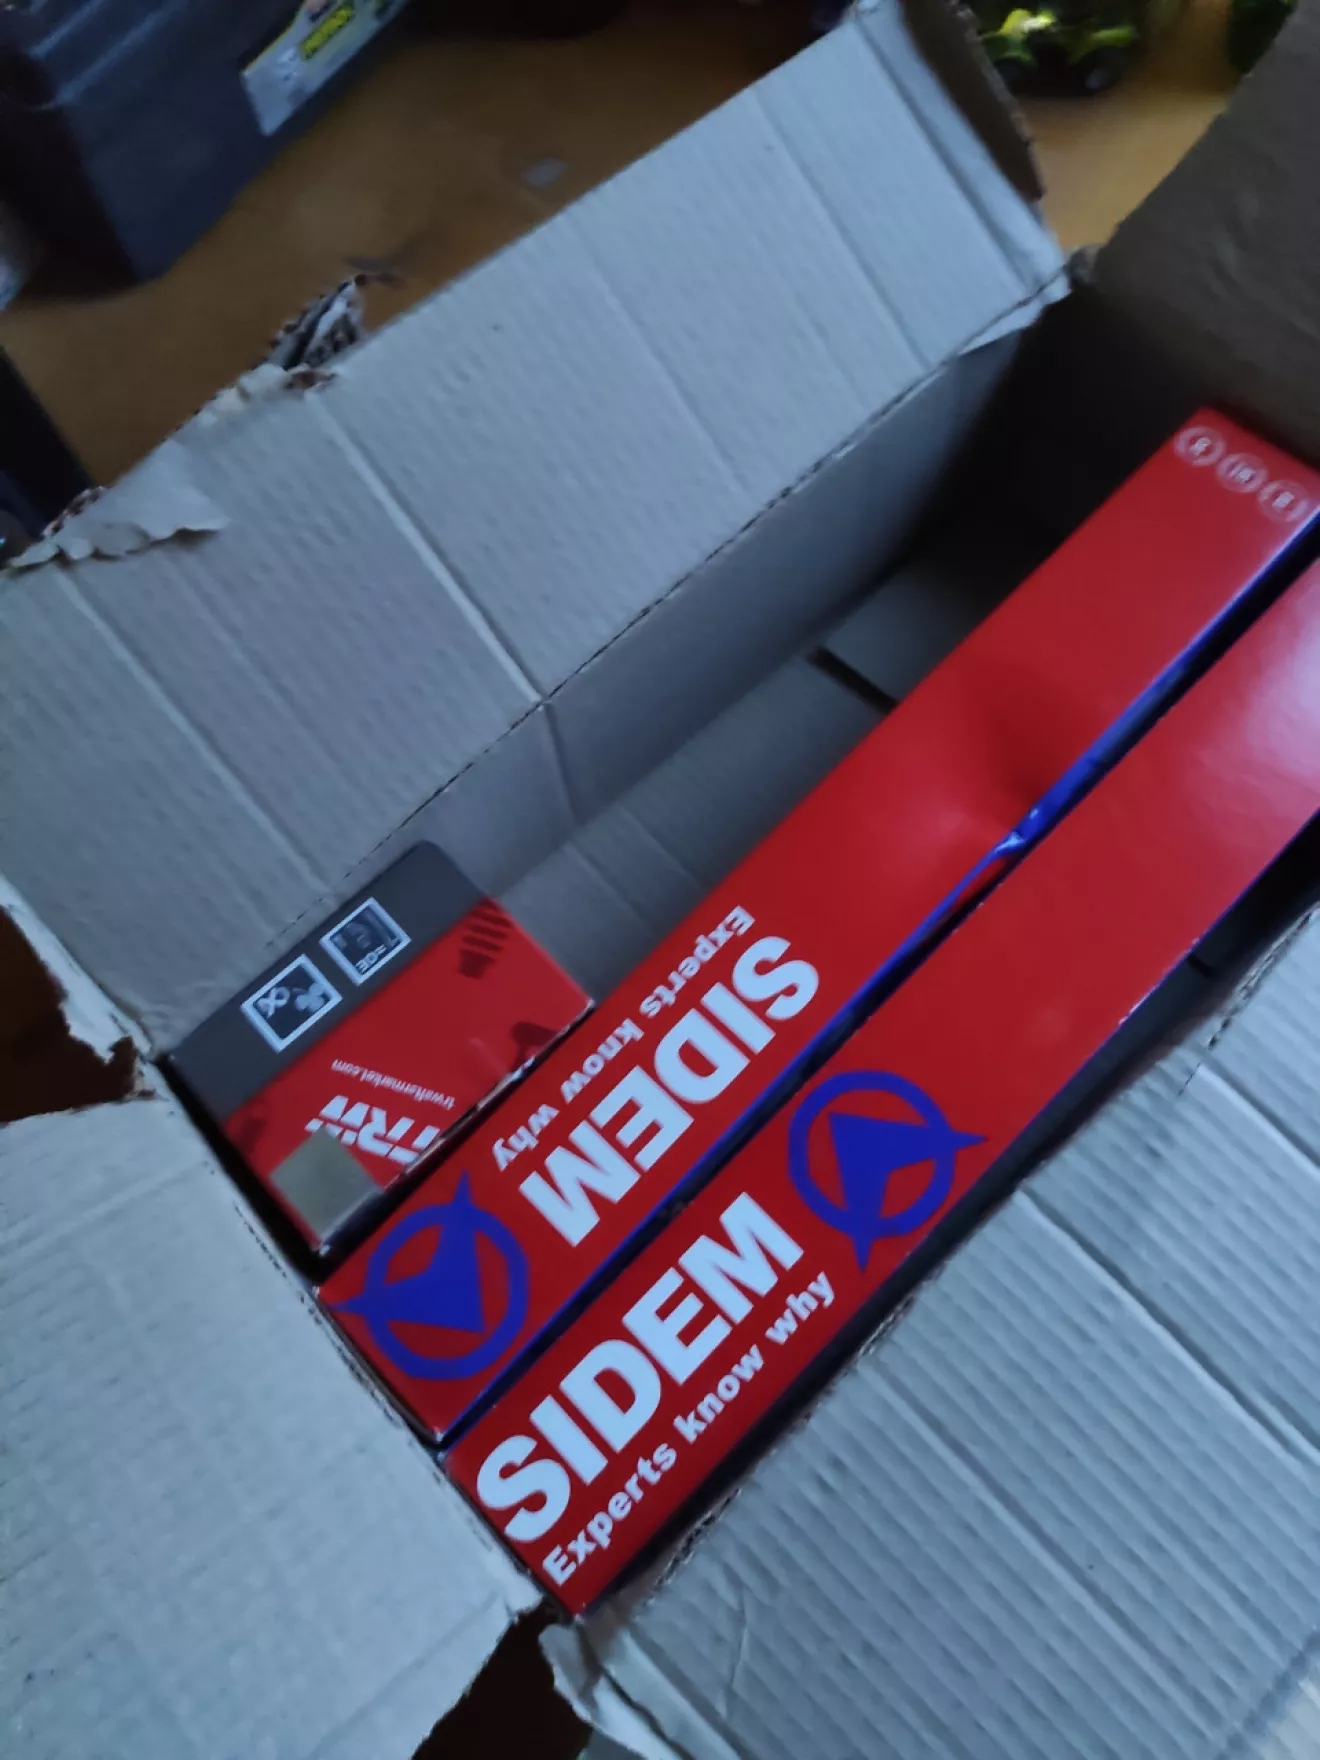 TRW
trwaftermarket.com
SIDEM
Experts know why
SIDEM
Experts know why